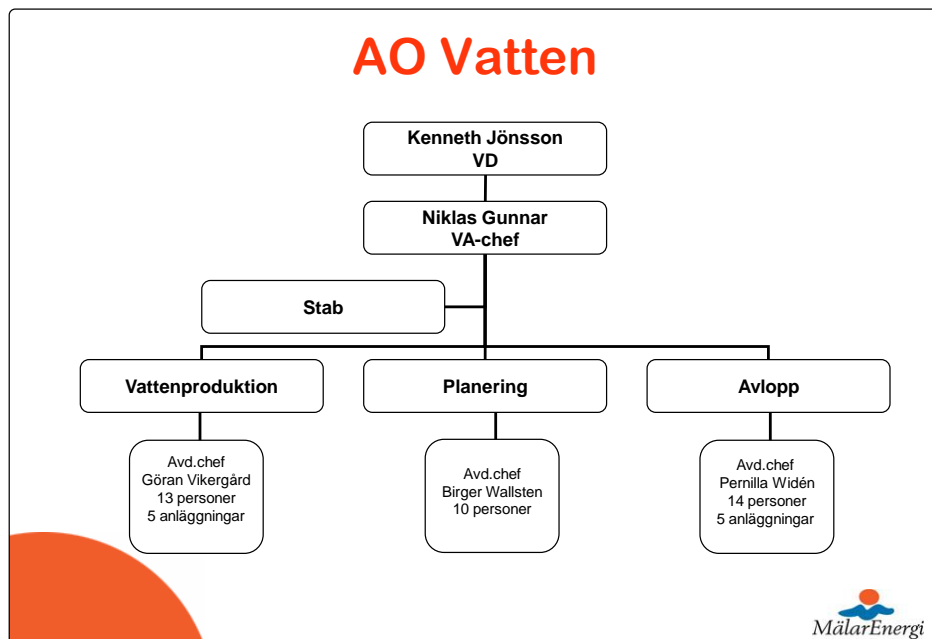 AO Vatten
Kenneth Jönsson
VD
Niklas Gunnar
VA-chef
Stab
Vattenproduktion
Planering
Avlopp
Avd.chef
Göran Vikergård
13 personer
5 anläggningar
Avd.chef
Birger Wallsten
10 personer
Avd.chef
Pernilla Widén
14 personer
5 anläggningar
MälarEnergi